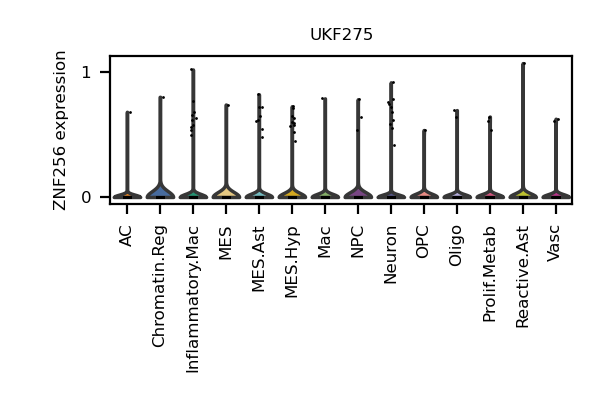 UKF275
ZNF256 expression
1
0
AC
Chromatin.Reg
Inflammatory.Mac
MES
MES.Ast
MES.Hyp
Mac
NPC
Neuron
OPC
Oligo
Prolif.Metab
Reactive.Ast
Vasc